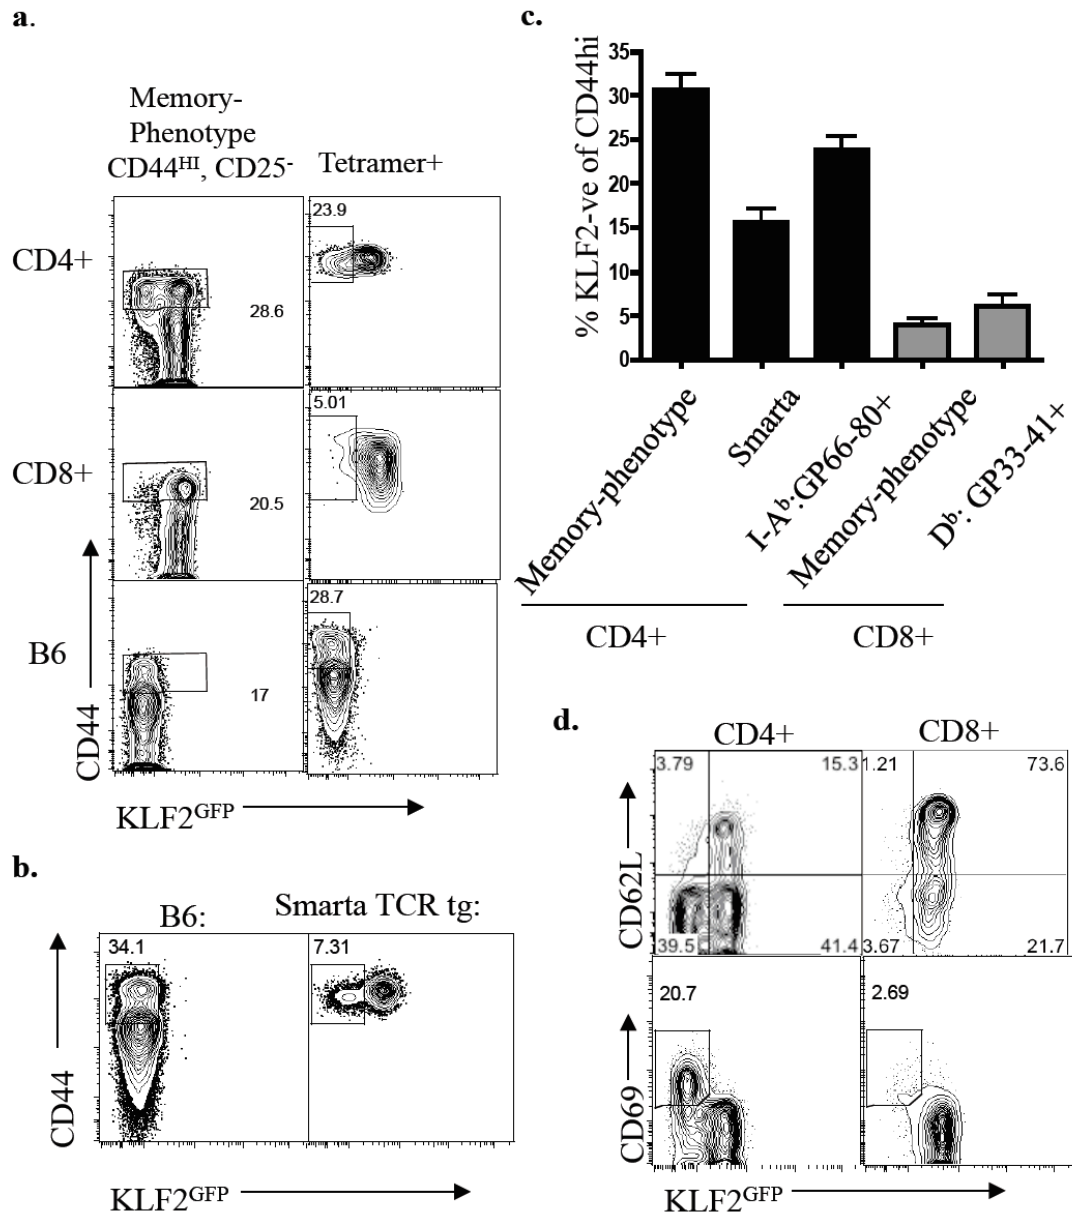 a.
Memory-
Phenotype
CD44HI, CD25-
Tetramer+
CD4+
28.6
23.9
CD8+
20.5
5.01
B6
17
28.7
CD44
KLF2GFP
b.
B6:
Smarta TCR tg:
34.1
7.31
CD44
KLF2GFP
c.
% KLF2-ve of CD44hi
35
30
25
20
15
10
5
0
Memory-phenotype
Smarta
I-Ab:GP66-80+
Memory-phenotype
Db: GP33-41+
CD4+
CD8+
d.
CD4+
CD8+
3.79
15.3
1.21
73.6
CD62L
39.5
41.4
3.67
21.7
20.7
2.69
CD69
KLF2GFP